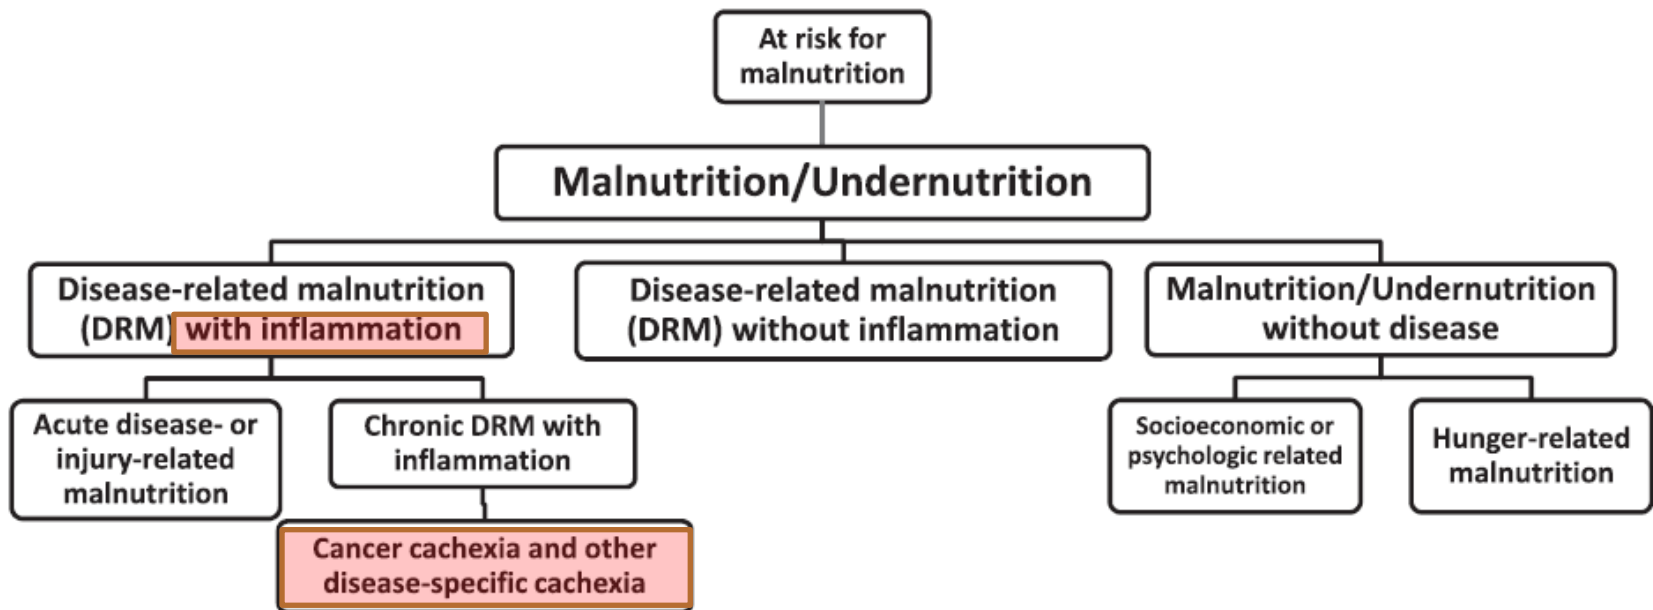 At risk for
malnutrition
Malnutrition/Undernutrition
Disease-related malnutrition
(DRM) with inflammation
Disease-related malnutrition
(DRM) without inflammation
Malnutrition/Undernutrition
without disease
Acute disease- or
injury-related
malnutrition
Chronic DRM with
inflammation
Socioeconomic or
psychologic related
malnutrition
Hunger-related
malnutrition
Cancer cachexia and other
disease-specific cachexia